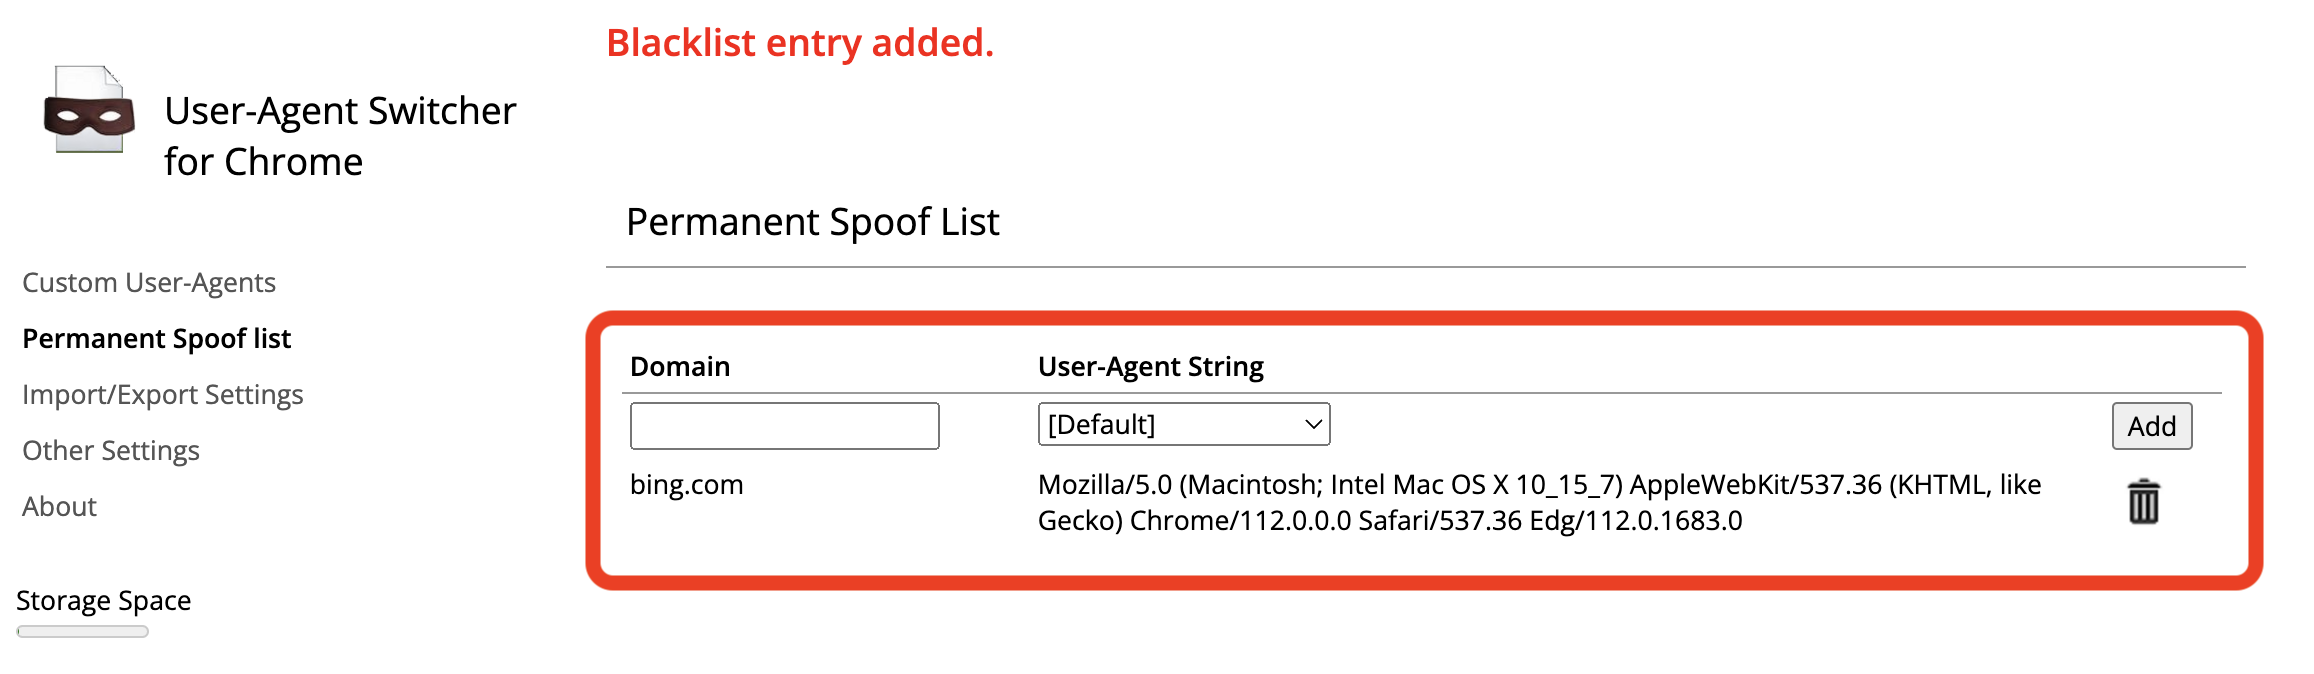 Blacklist entry added.
User-Agent Switcher
for Chrome
Custom User-Agents
Permanent Spoof list
Import/Export Settings
Other Settings
About
Storage Space
Permanent Spoof List
Domain User-Agent String
[Default] Add
bing.com Mozilla/5.0 (Macintosh; Intel Mac OS X 10_15_7) AppleWebKit/537.36 (KHTML, like
Gecko) Chrome/112.0.0.0 Safari/537.36 Edg/112.0.1683.0